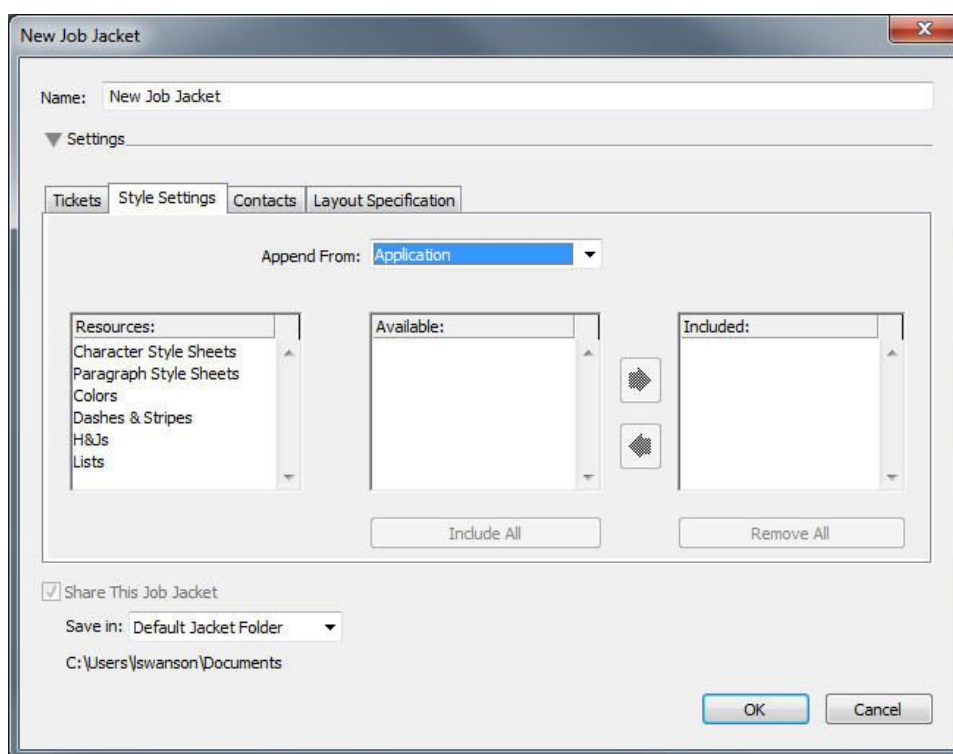 New Job Jacket
Name: New Job Jacket
Settings
Tickets Style Settings Contacts Layout Specification
Append From: Application
Resources: Available: Included:
Character Style Sheets
Paragraph Style Sheets
Colors
Dashes & Stripes
H&Js
Lists
Include All Remove All
Share This Job Jacket
Save in: Default Jacket Folder
C:\Users\lswanson\Documents
OK Cancel